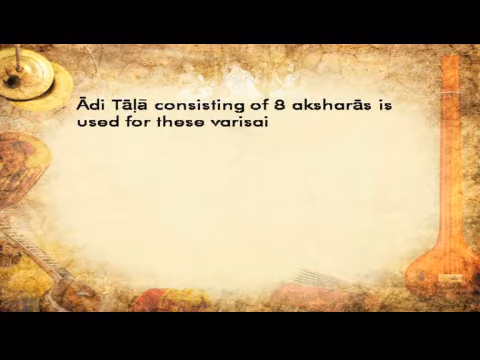 Ādi Tāḷā consisting of 8 aksharās is
used for these varisai